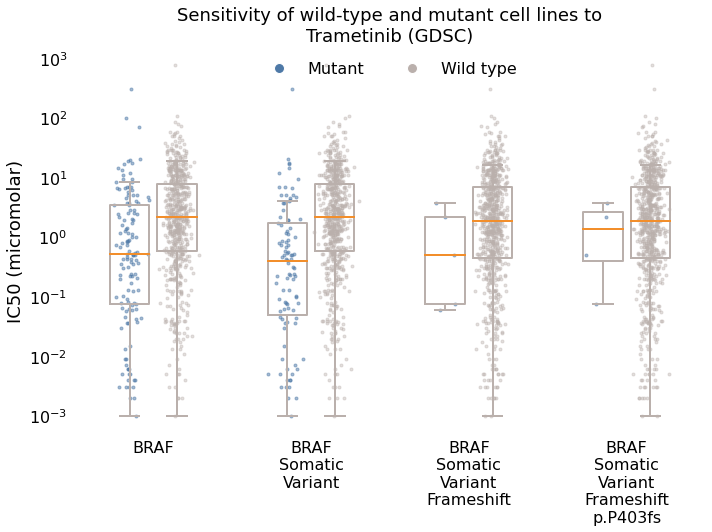 Sensitivity of wild-type and mutant cell lines to
Trametinib (GDSC)
Mutant
Wild type
IC50 (micromolar)
10³
10²
10¹
10⁰
10⁻¹
10⁻²
10⁻³
BRAF
BRAF
Somatic
Variant
BRAF
Somatic
Variant
Frameshift
BRAF
Somatic
Variant
Frameshift
p.P403fs